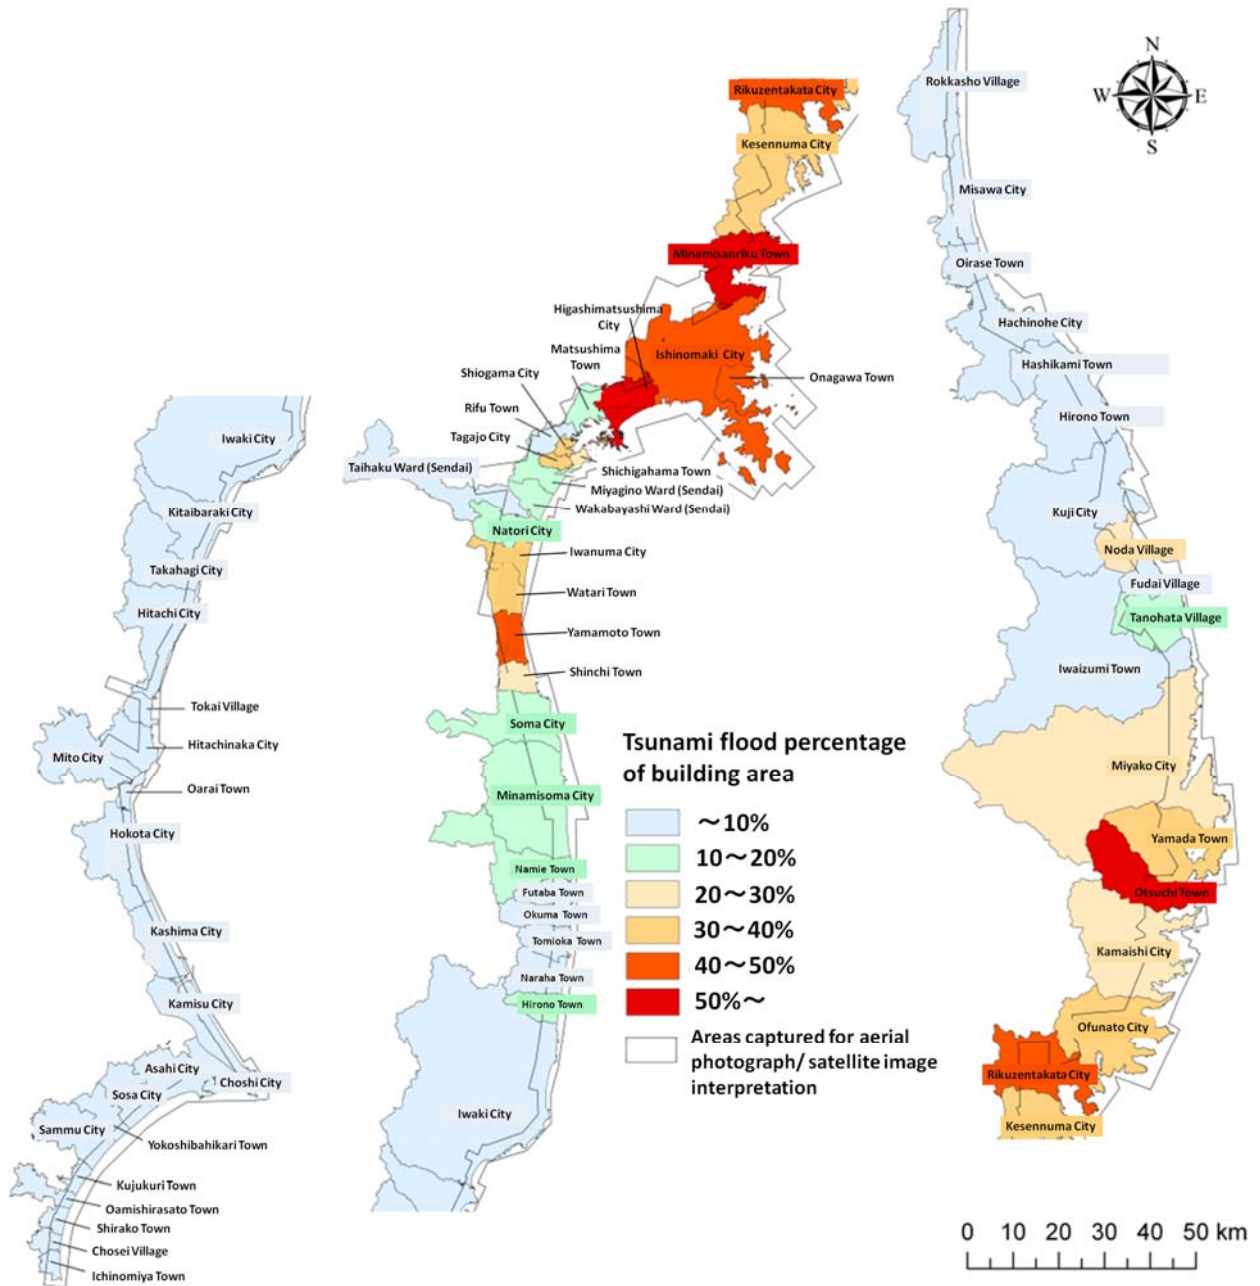 Iwaki City
Kitaibaraki City
Takahagi City
Hitachi City
Tokai Village
Hitachinaka City
Mito City
Oarai Town
Hokota City
Kashima City
Kamisu City
Asahi City
Choshi City
Sosa City
Sammu City
Yokoshibahikari Town
Kujukuri Town
Oamishirasato Town
Shirako Town
Chosei Village
Ichinomiya Town
Rikuzentakata City
Kesennuma City
Minamisanriku Town
Higashimatsushima
City
Matsushima
Town
Ishinomaki City
Onagawa Town
Shiogama City
Rifu Town
Tagajo City
Taihaku Ward (Sendai)
Shichigahama Town
Miyagino Ward (Sendai)
Wakabayashi Ward (Sendai)
Natori City
Iwanuma City
Watari Town
Yamamoto Town
Shinchi Town
Soma City
Minamisoma City
Namie Town
Futaba Town
Okuma Town
Tomioka Town
Naraha Town
Hirono Town
Iwaki City
Tsunami flood percentage
of building area
~10%
10~20%
20~30%
30~40%
40~50%
50%~
Areas captured for aerial
photograph/ satellite image
interpretation
N
W E
S
Rokkasho Village
Misawa City
Oirase Town
Hachinohe City
Hashikami Town
Hirono Town
Kuji City
Noda Village
Fudai Village
Tanohata Village
Iwaizumi Town
Miyako City
Yamada Town
Otsuchi Town
Kamaishi City
Ofunato City
Rikuzentakata City
Kesennuma City
0 10 20 30 40 50 km